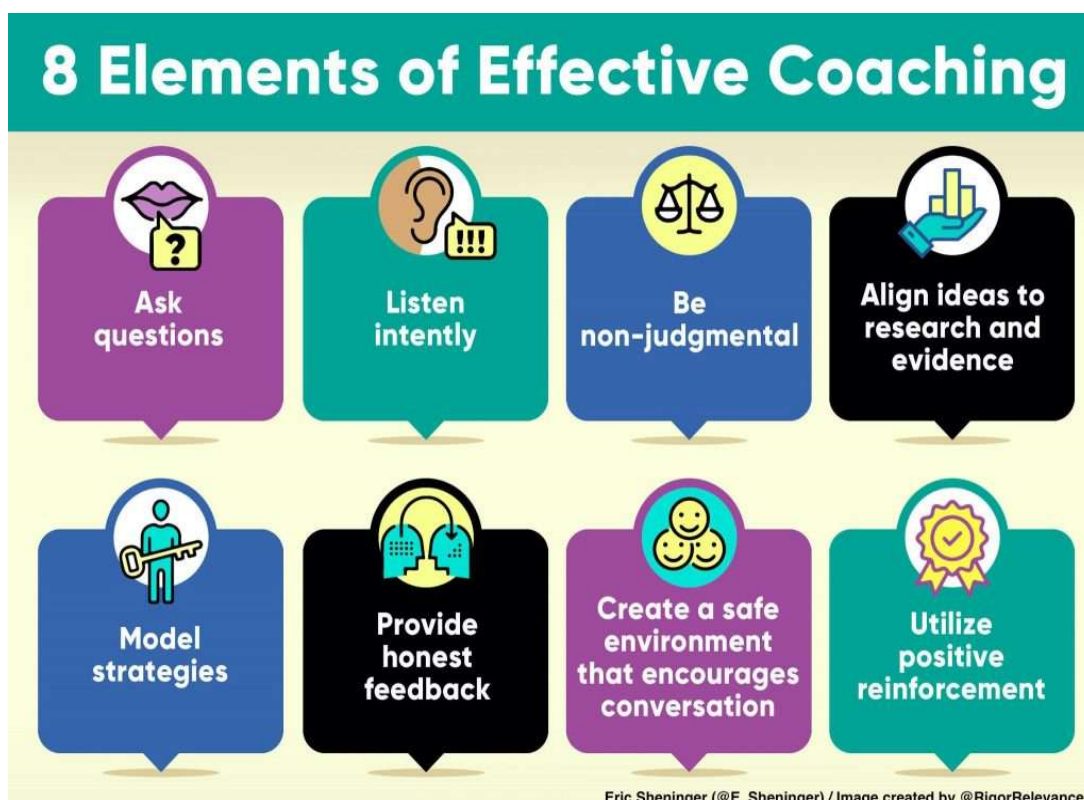 8 Elements of Effective Coaching
?
Ask
questions
!!!
Listen
intently
Be
non-judgmental
Align ideas to
research and
evidence
Model
strategies
Provide
honest
feedback
Create a safe
environment
that encourages
conversation
Utilize
positive
reinforcement
Eric Sheninger (@E_Sheninger) / Image created by @RigorRelevance